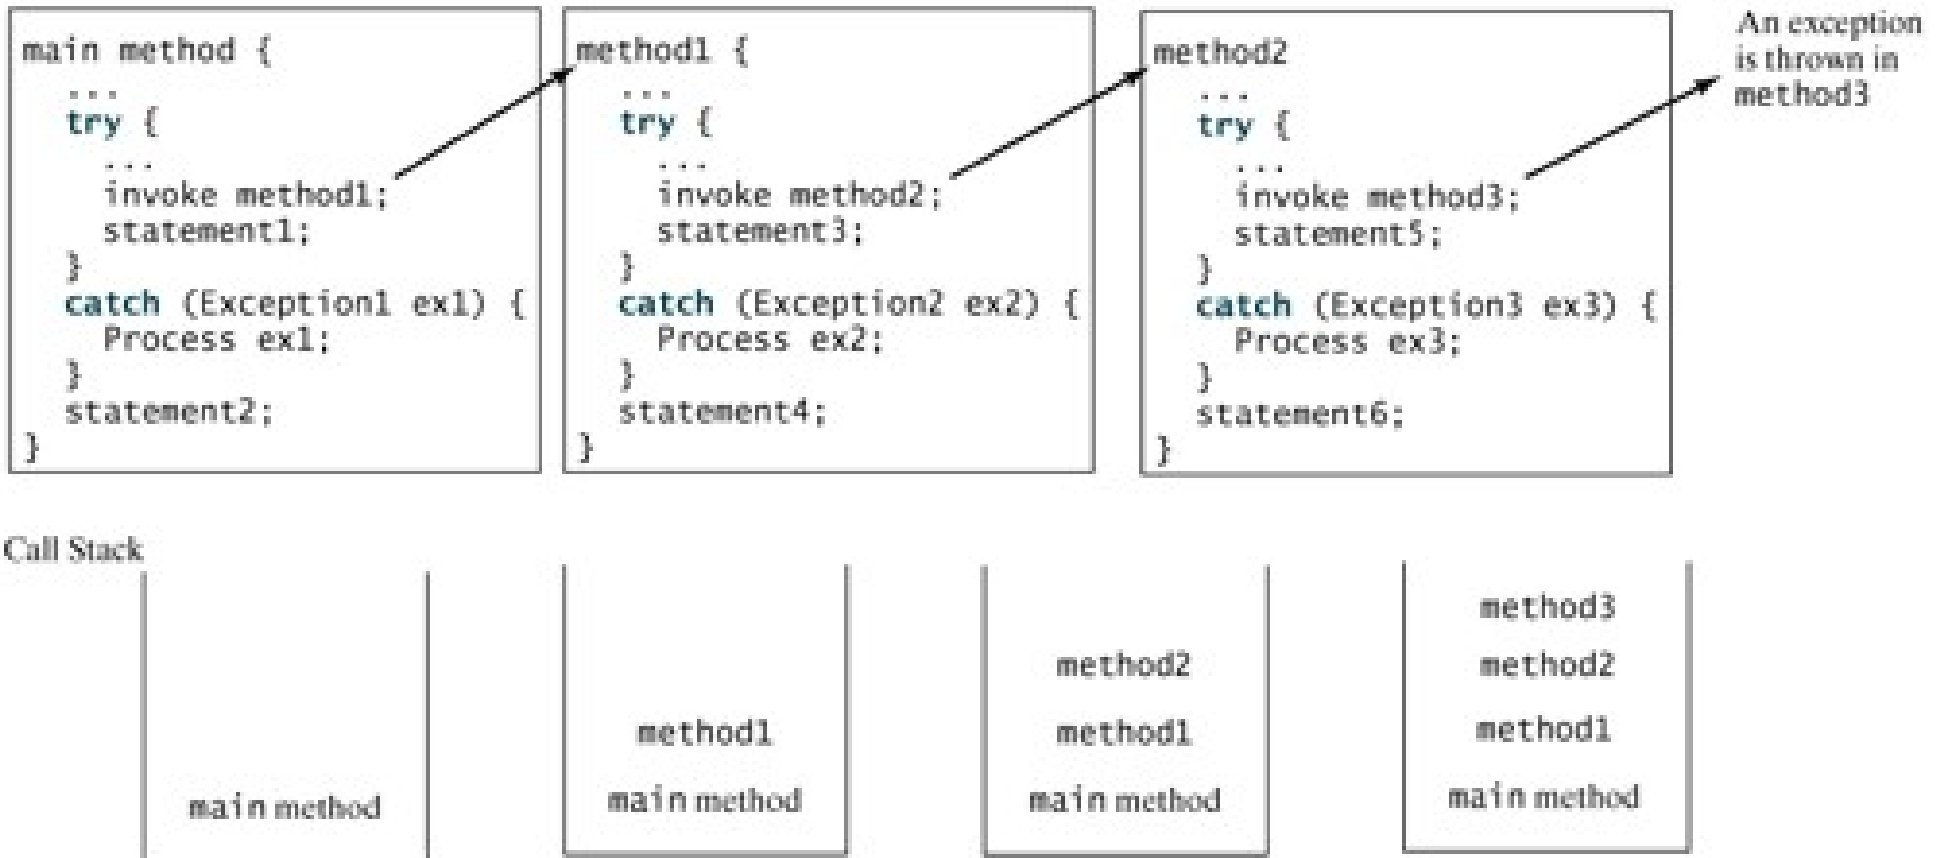 main method {
...
try {
...
invoke method1;
statement1;
}
catch (Exception1 ex1) {
Process ex1;
}
statement2;
}
method1 {
...
try {
...
invoke method2;
statement3;
}
catch (Exception2 ex2) {
Process ex2;
}
statement4;
}
method2
...
try {
...
invoke method3;
statement5;
}
catch (Exception3 ex3) {
Process ex3;
}
statement6;
}
An exception
is thrown in
method3
Call Stack
main method
method1
main method
method2
method1
main method
method3
method2
method1
main method